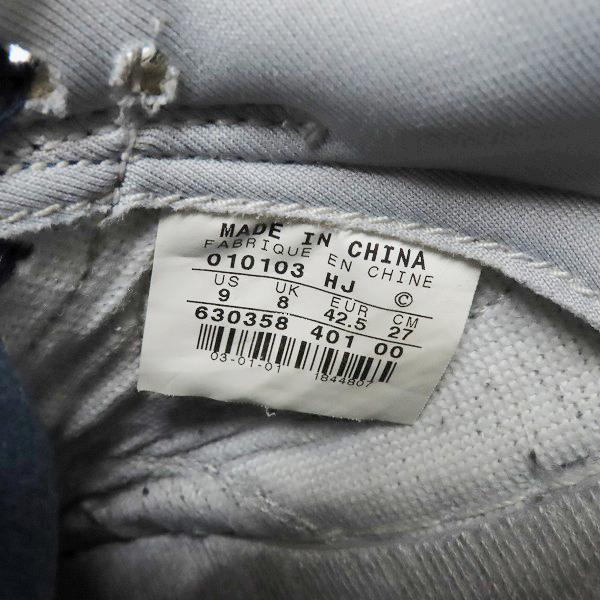 MADE IN CHINA
FABRIQUE EN CHINE
010103 HJ ©
US UK EUR CM
9 8 42.5 27
630358 401 00
03-01-01 1844807